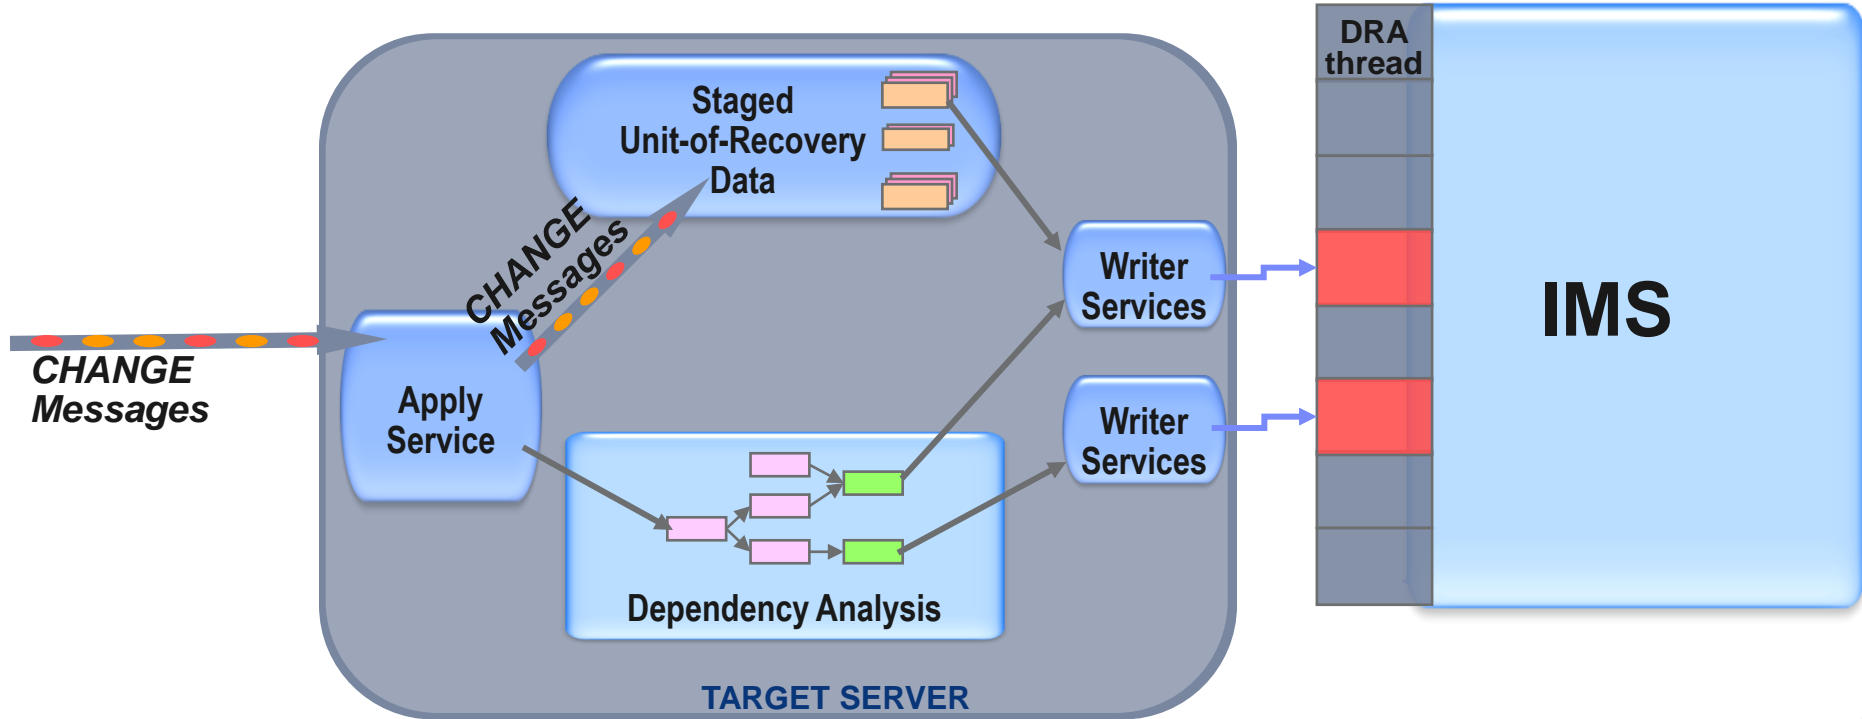 DRA
thread
Staged
Unit-of-Recovery
Data
CHANGE
Messages
Writer
Services
IMS
CHANGE
Messages
Apply
Service
Writer
Services
Dependency Analysis
TARGET SERVER